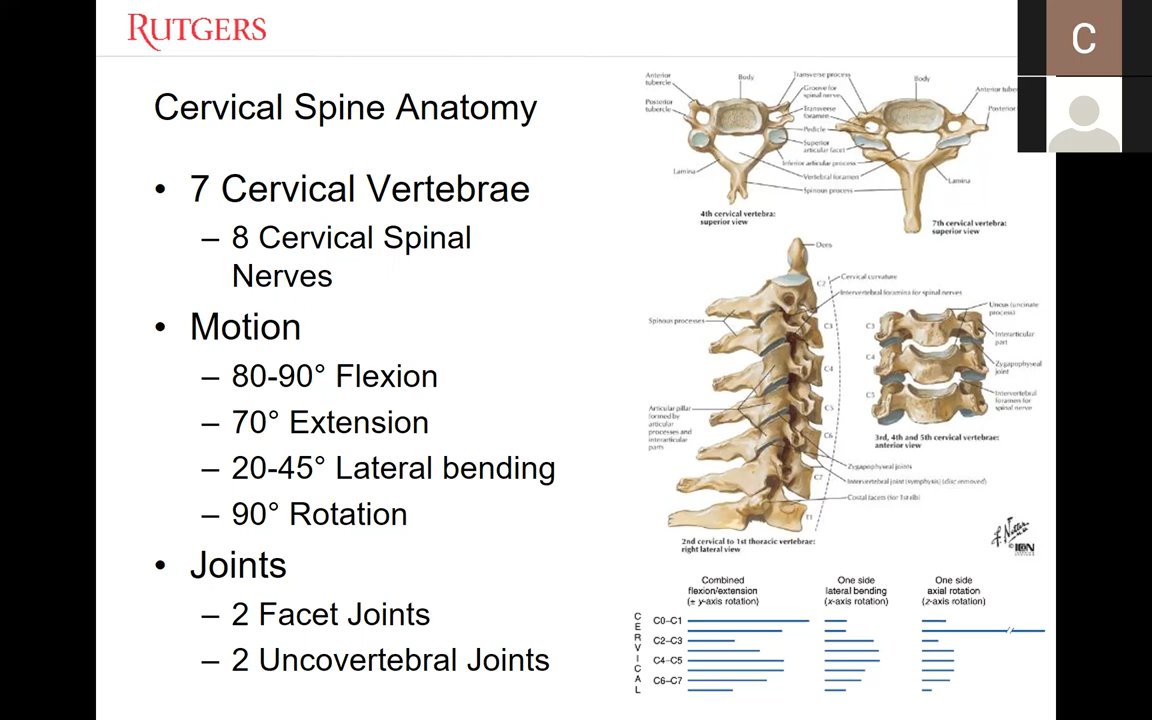 RUTGERS
C
Cervical Spine Anatomy
• 7 Cervical Vertebrae
– 8 Cervical Spinal
Nerves
• Motion
– 80-90° Flexion
– 70° Extension
– 20-45° Lateral bending
– 90° Rotation
• Joints
– 2 Facet Joints
– 2 Uncovertebral Joints
Anterior
tubercle
Body
Transverse process
Groove for
spinal nerve
Body
Anterior
Posterior
tubercle
Transverse
foramen
Posterior
Pedicle
Superior
articular facet
Inferior articular process
Lamina
Vertebral foramen
Lamina
Spinous process
4th cervical vertebra:
superior view
7th cervical vertebra:
superior view
Dens
C2
Cervical curvature
Intervertebral foramina for spinal nerves
Spinous processes
C3
C4
C5
C6
C7
T1
Articular pillar
formed by
articular
processes and
interarticular
parts
Zygapophyseal joints
Intervertebral joint (symphysis) (disc removed)
Costal facets (for 1st rib)
2nd cervical to 1st thoracic vertebrae:
right lateral view
Uncus (uncinate
process)
C3
Interarticular
part
C4
Zygapophyseal
joint
C5
Intervertebral
foramen for
spinal nerve
3rd, 4th and 5th cervical vertebrae:
anterior view
F. Netter
Combined
flexion/extension
(± y-axis rotation)
One side
lateral bending
(x-axis rotation)
One side
axial rotation
(z-axis rotation)
CERVICAL
C0–C1
C2–C3
C4–C5
C6–C7